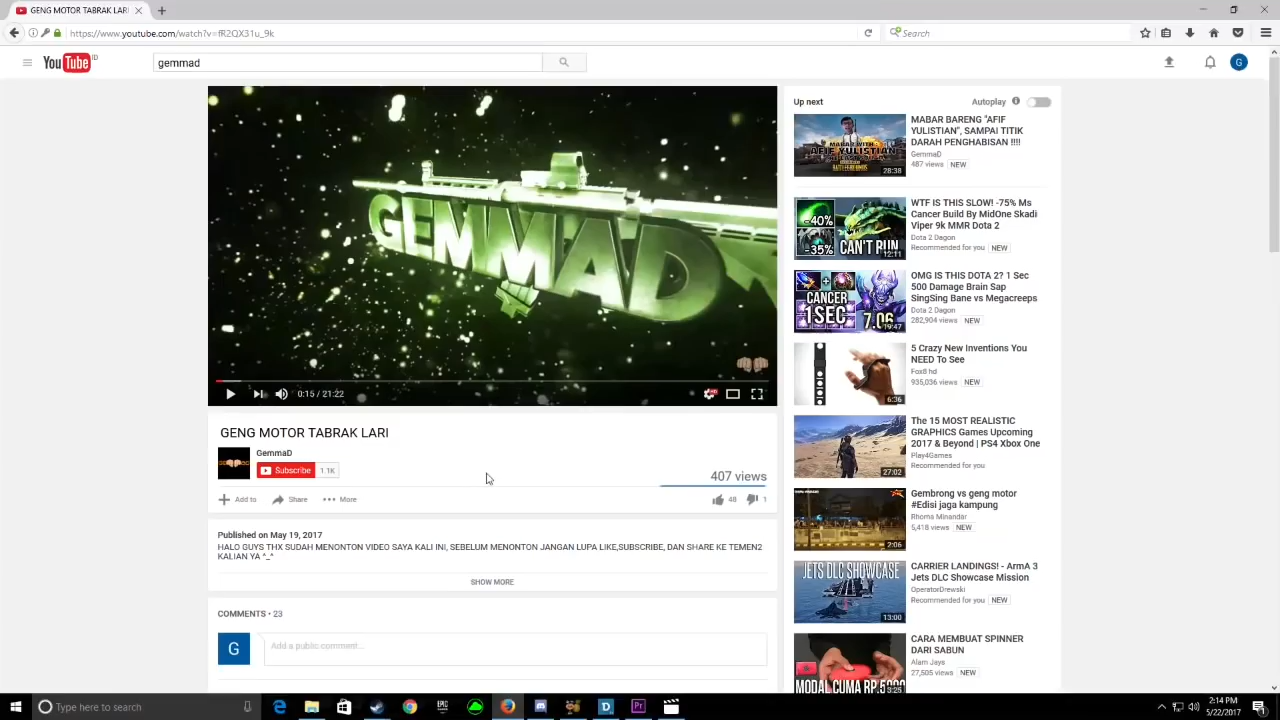 GENG MOTOR TABRAK LARI
https://www.youtube.com/watch?v=fR2QX31u_9k
Search
YouTube ID
gemmad
G
GEMMAD
0:15 / 21:22
HD
GENG MOTOR TABRAK LARI
GemmaD
Subscribe 1.1K
407 views
Add to Share More
48 1
Published on May 19, 2017
HALO GUYS THX SUDAH MENONTON VIDEO SAYA KALI INI, SEBELUM MENONTON JANGAN LUPA LIKE,SUBSCRIBE, DAN SHARE KE TEMEN2
KALIAN YA ^_^
SHOW MORE
COMMENTS • 23
G
Add a public comment...
Up next
Autoplay
MABAR WITH :
AFIF YULISTIAN
28:38
MABAR BARENG "AFIF
YULISTIAN", SAMPAI TITIK
DARAH PENGHABISAN !!!!
GemmaD
487 views NEW
-40%
-35%
CAN'T RUN
12:11
WTF IS THIS SLOW! -75% Ms
Cancer Build By MidOne Skadi
Viper 9k MMR Dota 2
Dota 2 Dagon
Recommended for you NEW
CANCER
1SEC
7.06
19:47
OMG IS THIS DOTA 2? 1 Sec
500 Damage Brain Sap
SingSing Bane vs Megacreeps
Dota 2 Dagon
282,904 views NEW
6:36
5 Crazy New Inventions You
NEED To See
Fox8 hd
935,036 views NEW
27:02
The 15 MOST REALISTIC
GRAPHICS Games Upcoming
2017 & Beyond | PS4 Xbox One
Play4Games
Recommended for you
2:06
Gembrong vs geng motor
#Edisi jaga kampung
Rhoma Minandar
5,418 views NEW
JETS DLC SHOWCASE
13:00
CARRIER LANDINGS! - ArmA 3
Jets DLC Showcase Mission
OperatorDrewski
Recommended for you NEW
MODAL CUMA RP.5000
3:25
CARA MEMBUAT SPINNER
DARI SABUN
Alam Jaya
27,505 views NEW
Type here to search
EPIC
D
Pr
2:14 PM
5/22/2017